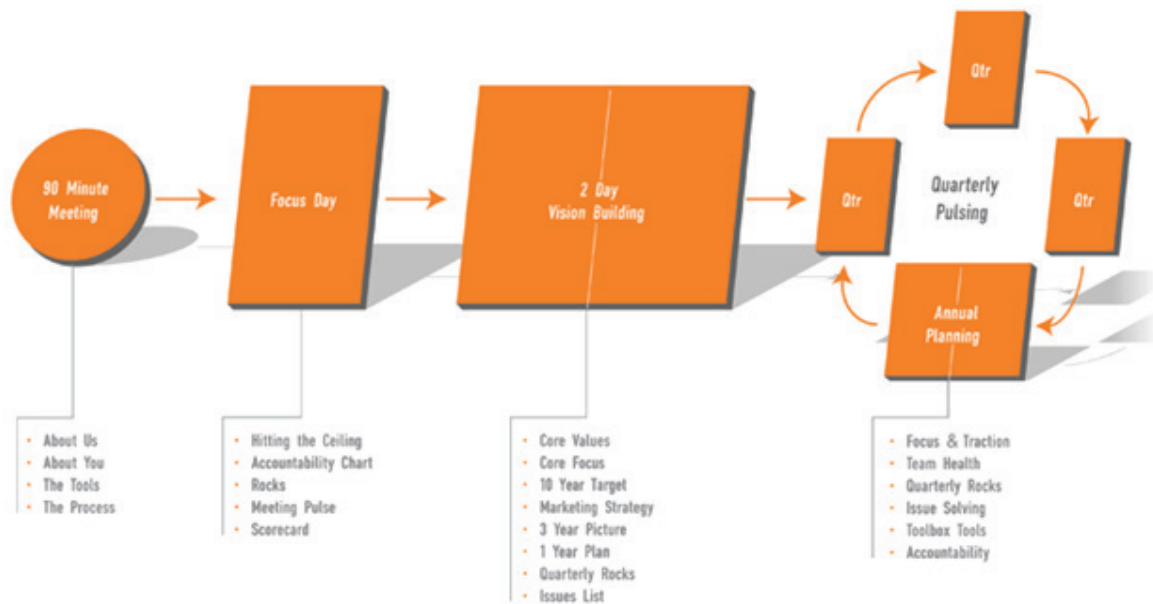 90 Minute
Meeting
Focus Day
2 Day
Vision Building
Qtr
Qtr
Qtr
Quarterly
Pulsing
Annual
Planning
About Us
About You
The Tools
The Process
Hitting the Ceiling
Accountability Chart
Rocks
Meeting Pulse
Scorecard
Core Values
Core Focus
10 Year Target
Marketing Strategy
3 Year Picture
1 Year Plan
Quarterly Rocks
Issues List
Focus & Traction
Team Health
Quarterly Rocks
Issue Solving
Toolbox Tools
Accountability